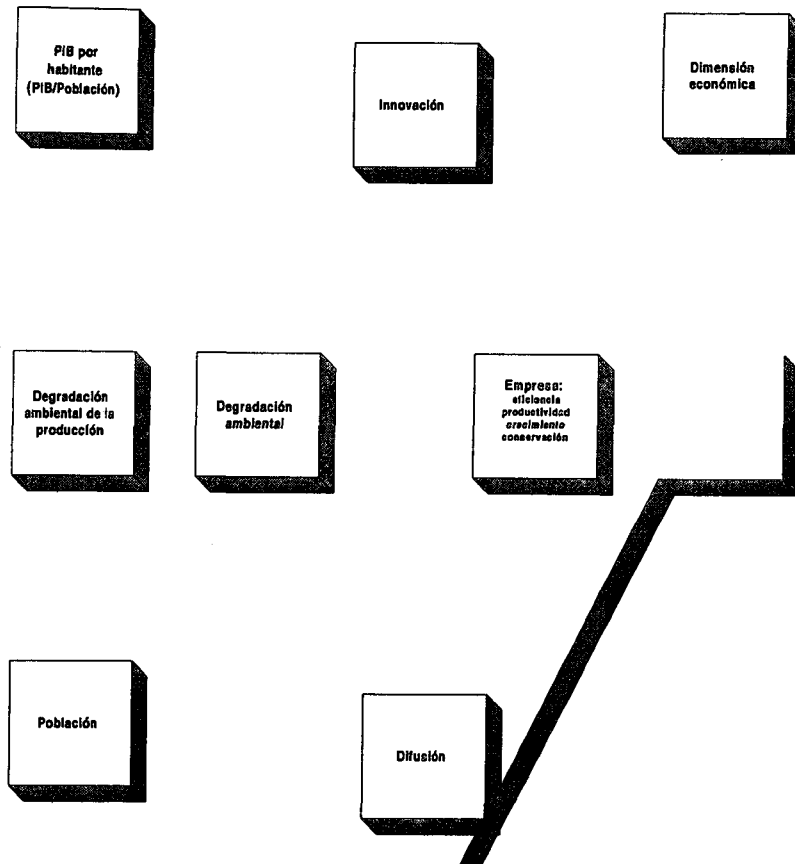 PIB por
habitante
(PIB/Población)
Innovación
Dimensión
económica
Degradación
ambiental de la
producción
Degradación
ambiental
Empresa:
eficiencia
productividad
crecimiento
conservación
Población
Difusión